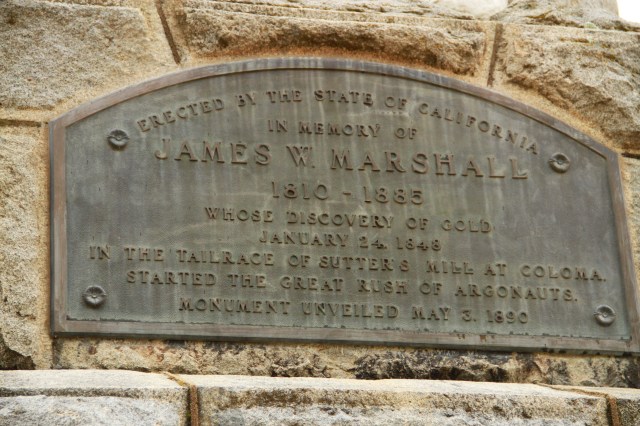 ERECTED BY THE STATE OF CALIFORNIA
IN MEMORY OF
JAMES W. MARSHALL
1810 - 1885
WHOSE DISCOVERY OF GOLD
JANUARY 24, 1848
IN THE TAILRACE OF SUTTER'S MILL AT COLOMA.
STARTED THE GREAT RUSH OF ARGONAUTS.
MONUMENT UNVEILED MAY 3, 1890